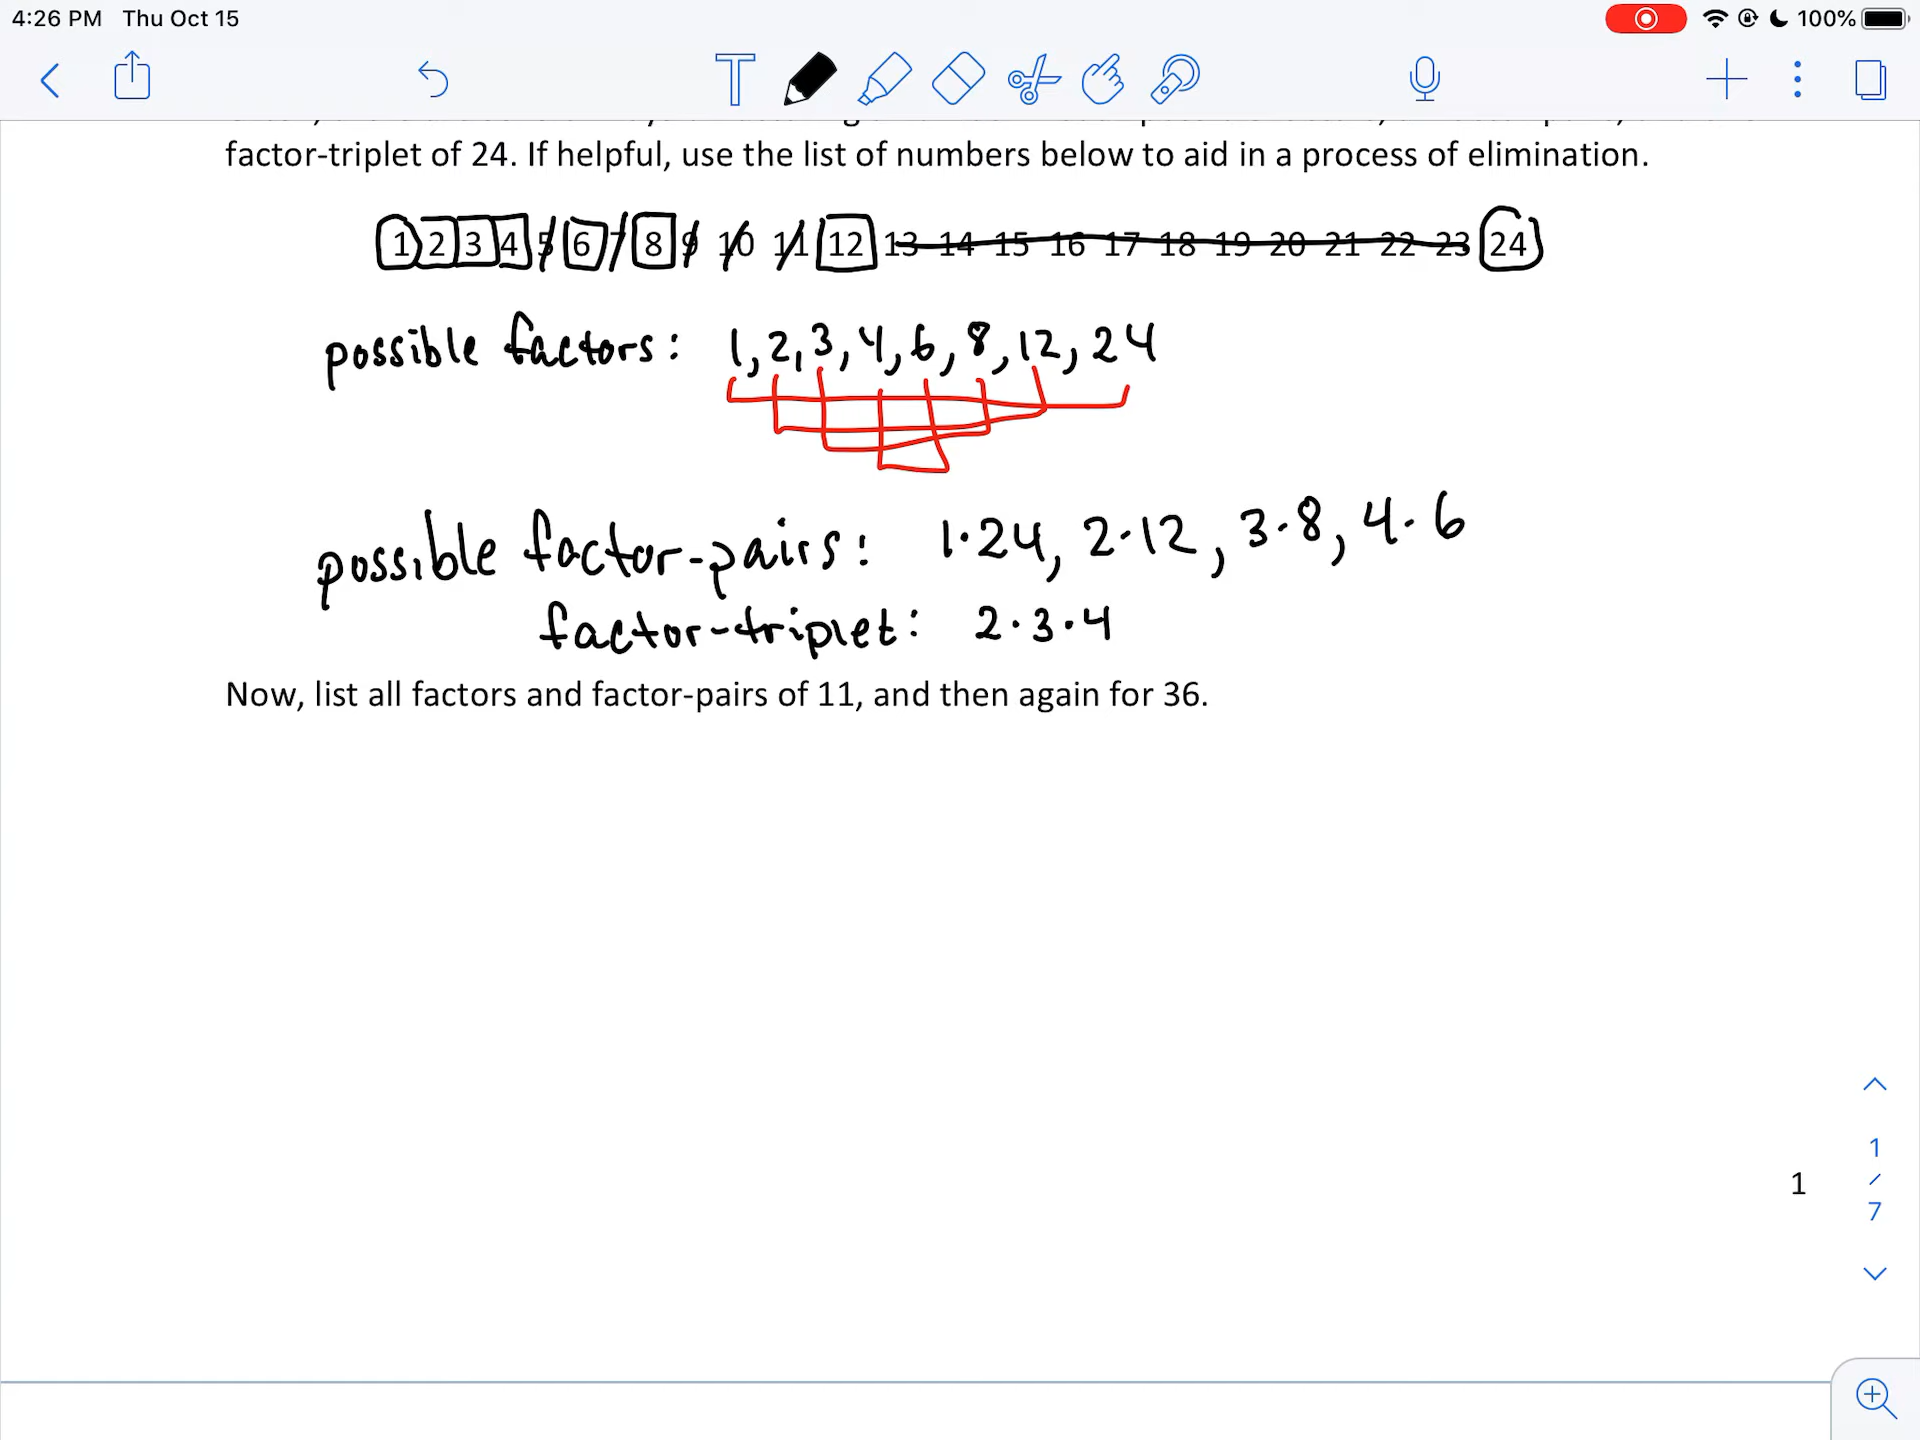 4:26 PM Thu Oct 15
100%
factor-triplet of 24. If helpful, use the list of numbers below to aid in a process of elimination.
1 2 3 4 5 6 7 8 9 10 11 12 13 14 15 16 17 18 19 20 21 22 23 24
possible factors: 1, 2, 3, 4, 6, 8, 12, 24
possible factor-pairs: 1·24, 2·12, 3·8, 4·6
factor-triplet: 2·3·4
Now, list all factors and factor-pairs of 11, and then again for 36.
1
1
/
7